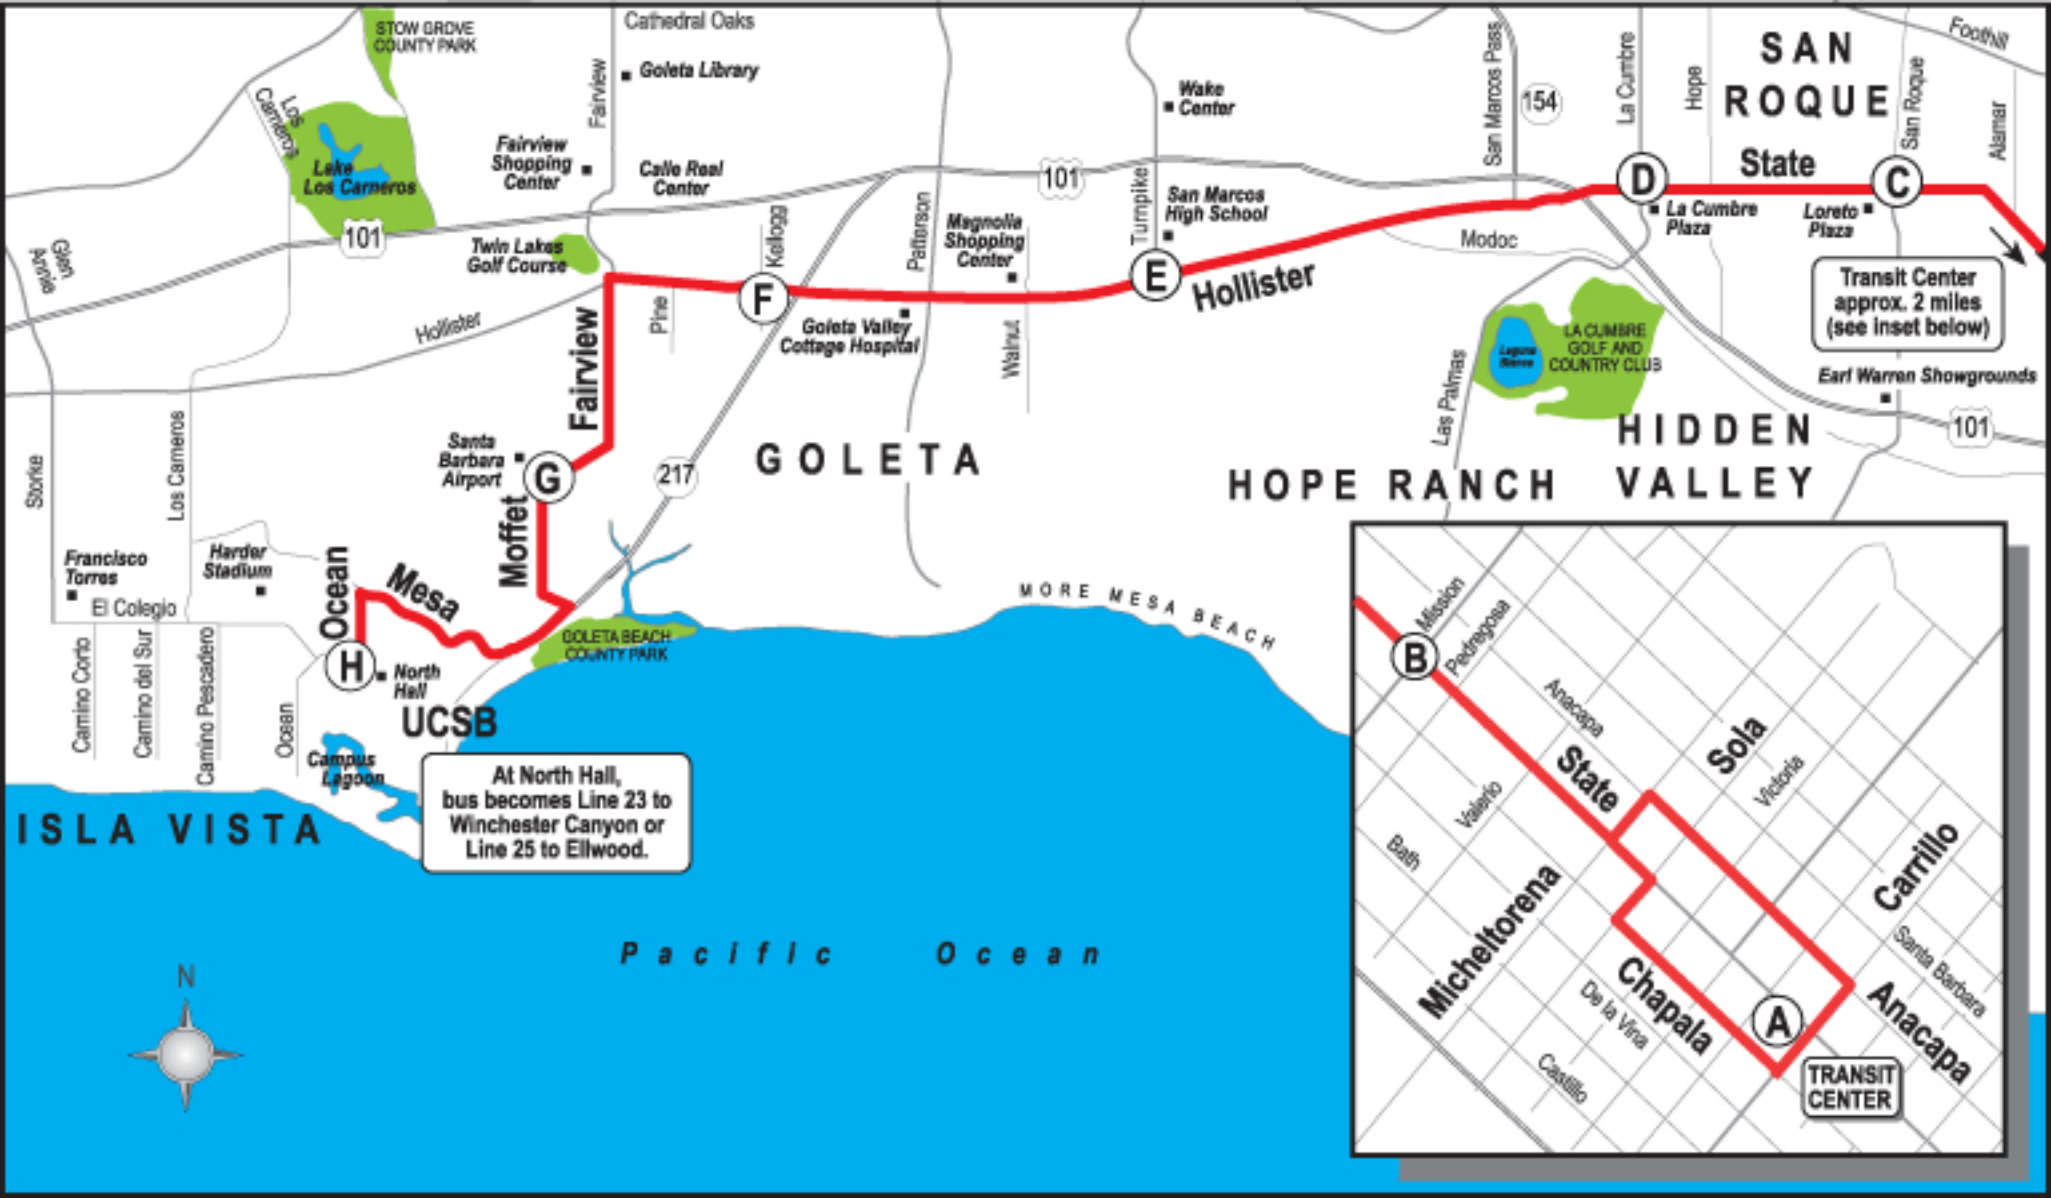 STOW GROVE
COUNTY PARK
Cathedral Oaks
Goleta Library
Fairview
Los
Carneros
Lake
Los Carneros
101
Fairview
Shopping
Center
Calle Real
Center
Twin Lakes
Golf Course
Kellogg
Patterson
Magnolia
Shopping
Center
101
Wake
Center
Turnpike
San Marcos
High School
San Marcos Pass
154
La Cumbre
Hope
SAN
ROQUE
San Roque
Foothill
Alamar
State
D
C
La Cumbre
Plaza
Loreto
Plaza
Modoc
Transit Center
approx. 2 miles
(see inset below)
Earl Warren Showgrounds
101
Glen
Annie
Hollister
Fairview
Pine
F
Goleta Valley
Cottage Hospital
Walnut
E
Hollister
Laguna
Blanca
LA CUMBRE
GOLF AND
COUNTRY CLUB
Las Palmas
HIDDEN
VALLEY
HOPE RANCH
GOLETA
217
Santa
Barbara
Airport
G
Moffet
Storke
Los Carneros
Francisco
Torres
Harder
Stadium
El Colegio
Ocean
Mesa
H
North
Hall
UCSB
GOLETA BEACH
COUNTY PARK
MORE MESA BEACH
Camino Corto
Camino del Sur
Camino Pescadero
Ocean
Campus
Lagoon
At North Hall,
bus becomes Line 23 to
Winchester Canyon or
Line 25 to Ellwood.
ISLA VISTA
Pacific Ocean
N
Mission
B
Pedregosa
Anacapa
State
Sola
Victoria
Valerio
Bath
Micheltorena
Carrillo
Santa Barbara
Chapala
De la Vina
Castillo
A
Anacapa
TRANSIT
CENTER